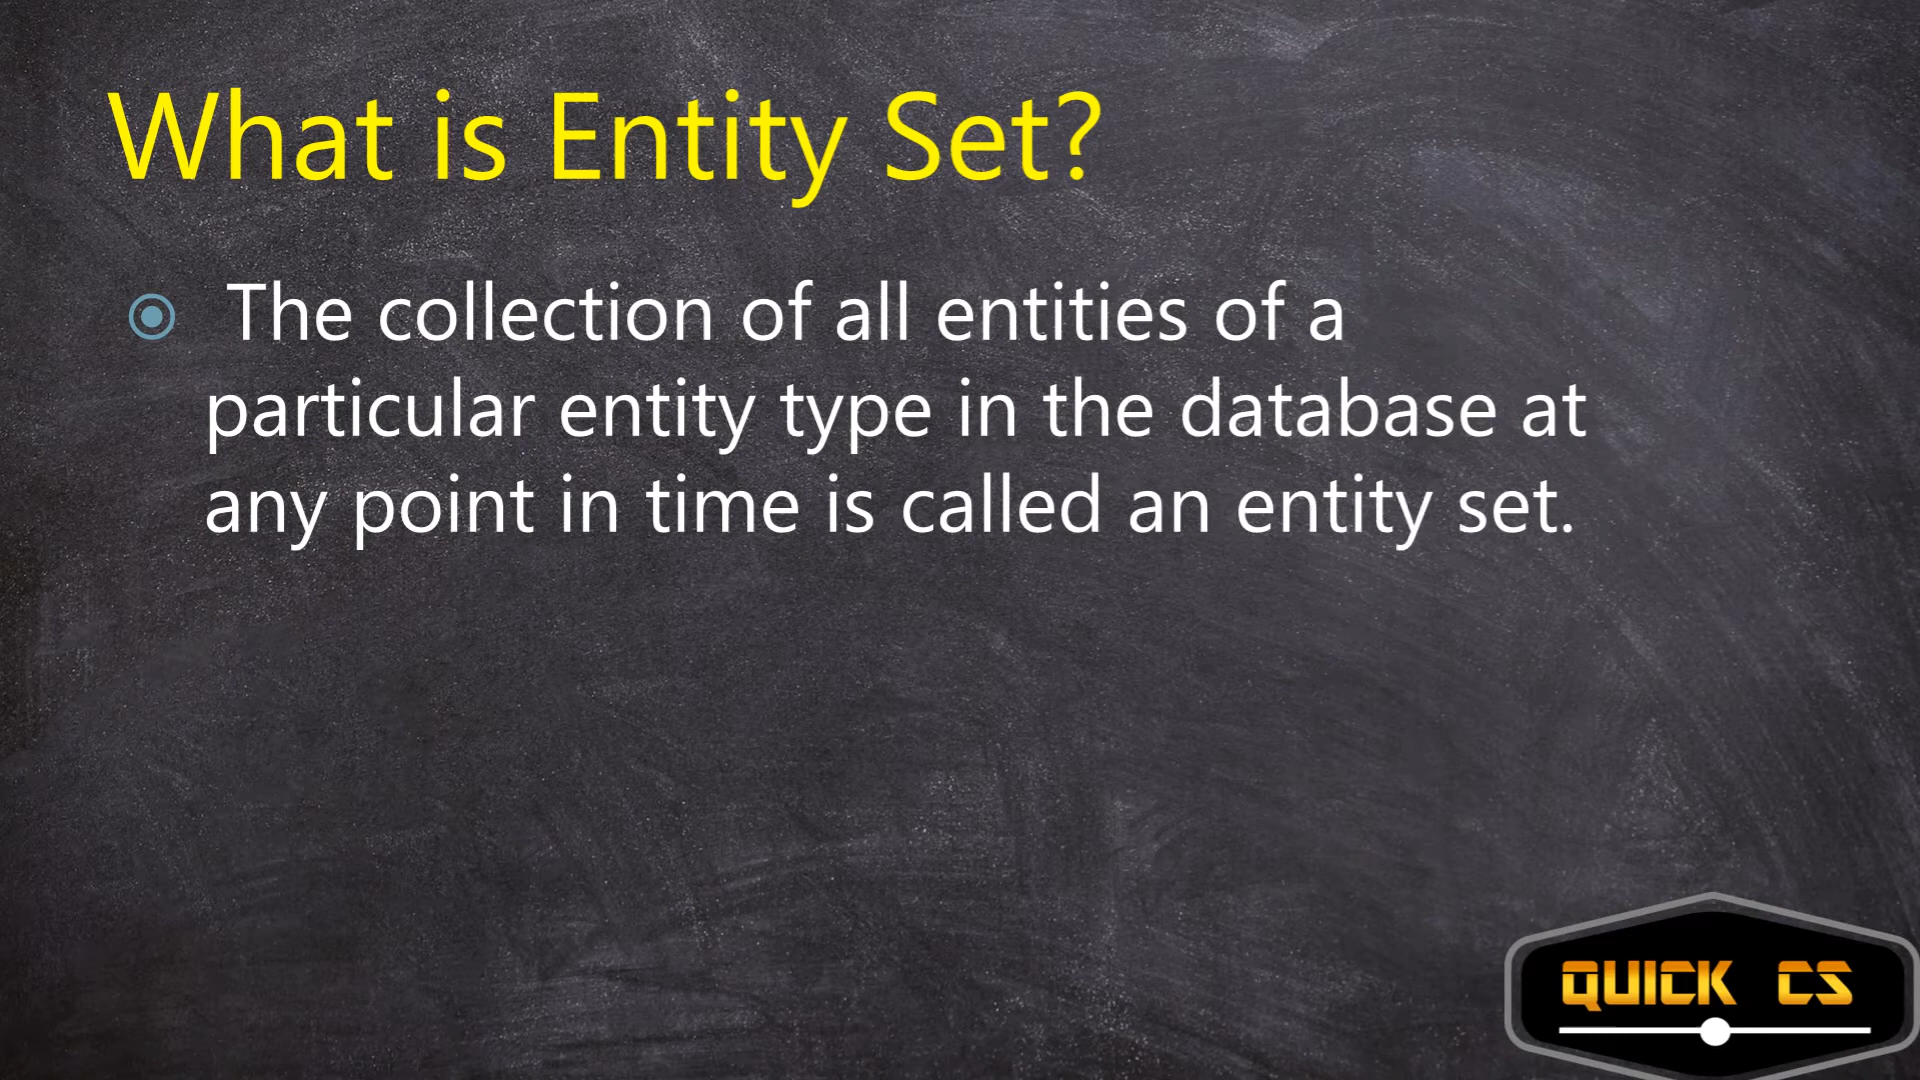 What is Entity Set?
The collection of all entities of a
particular entity type in the database at
any point in time is called an entity set.
QUICK CS